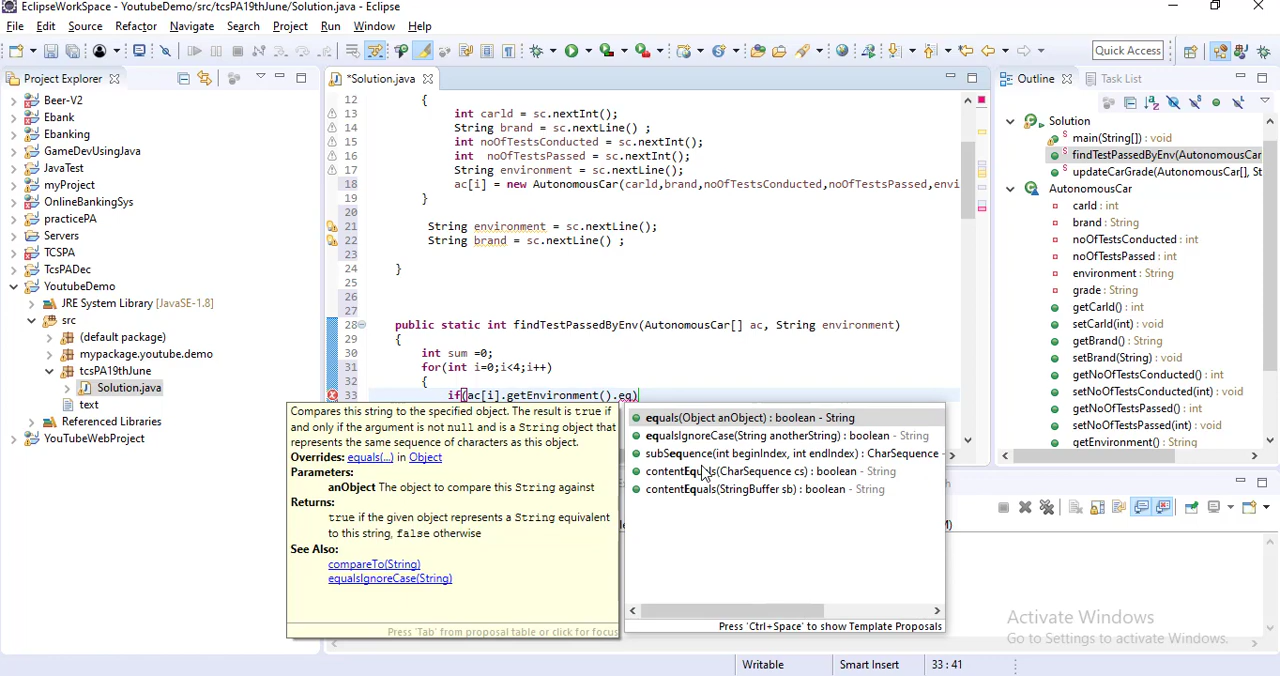 EclipseWorkSpace - YoutubeDemo/src/tcsPA19thJune/Solution.java - Eclipse
File Edit Source Refactor Navigate Search Project Run Window Help
Quick Access
Project Explorer
Beer-V2
Ebank
Ebanking
GameDevUsingJava
JavaTest
myProject
OnlineBankingSys
practicePA
Servers
TCSPA
TcsPADec
YoutubeDemo
JRE System Library [JavaSE-1.8]
src
(default package)
mypackage.youtube.demo
tcsPA19thJune
Solution.java
text
Referenced Libraries
YouTubeWebProject
*Solution.java
12 {
13 int carld = sc.nextInt();
14 String brand = sc.nextLine() ;
15 int noOfTestsConducted = sc.nextInt();
16 int noOfTestsPassed = sc.nextInt();
17 String environment = sc.nextLine();
18 ac[i] = new AutonomousCar(carld,brand,noOfTestsConducted,noOfTestsPassed,envi
19 }
20
21 String environment = sc.nextLine();
22 String brand = sc.nextLine() ;
23
24 }
25
26
27
28 public static int findTestPassedByEnv(AutonomousCar[] ac, String environment)
29 {
30 int sum =0;
31 for(int i=0;i<4;i++)
32 {
33 if(ac[i].getEnvironment().eq)
Compares this string to the specified object. The result is true if
and only if the argument is not null and is a String object that
represents the same sequence of characters as this object.
Overrides: equals(...) in Object
Parameters:
anObject The object to compare this String against
Returns:
true if the given object represents a String equivalent
to this string, false otherwise
See Also:
compareTo(String)
equalsIgnoreCase(String)
Press 'Tab' from proposal table or click for focus
equals(Object anObject) : boolean - String
equalsIgnoreCase(String anotherString) : boolean - String
subSequence(int beginIndex, int endIndex) : CharSequence -
contentEquals(CharSequence cs) : boolean - String
contentEquals(StringBuffer sb) : boolean - String
Press 'Ctrl+Space' to show Template Proposals
Outline Task List
Solution
main(String[]) : void
findTestPassedByEnv(AutonomousCar
updateCarGrade(AutonomousCar[], St
AutonomousCar
carId : int
brand : String
noOfTestsConducted : int
noOfTestsPassed : int
environment : String
grade : String
getCarId() : int
setCarId(int) : void
getBrand() : String
setBrand(String) : void
getNoOfTestsConducted() : int
setNoOfTestsConducted(int) : void
getNoOfTestsPassed() : int
setNoOfTestsPassed(int) : void
getEnvironment() : String
Activate Windows
Go to Settings to activate Windows.
Writable Smart Insert 33 : 41